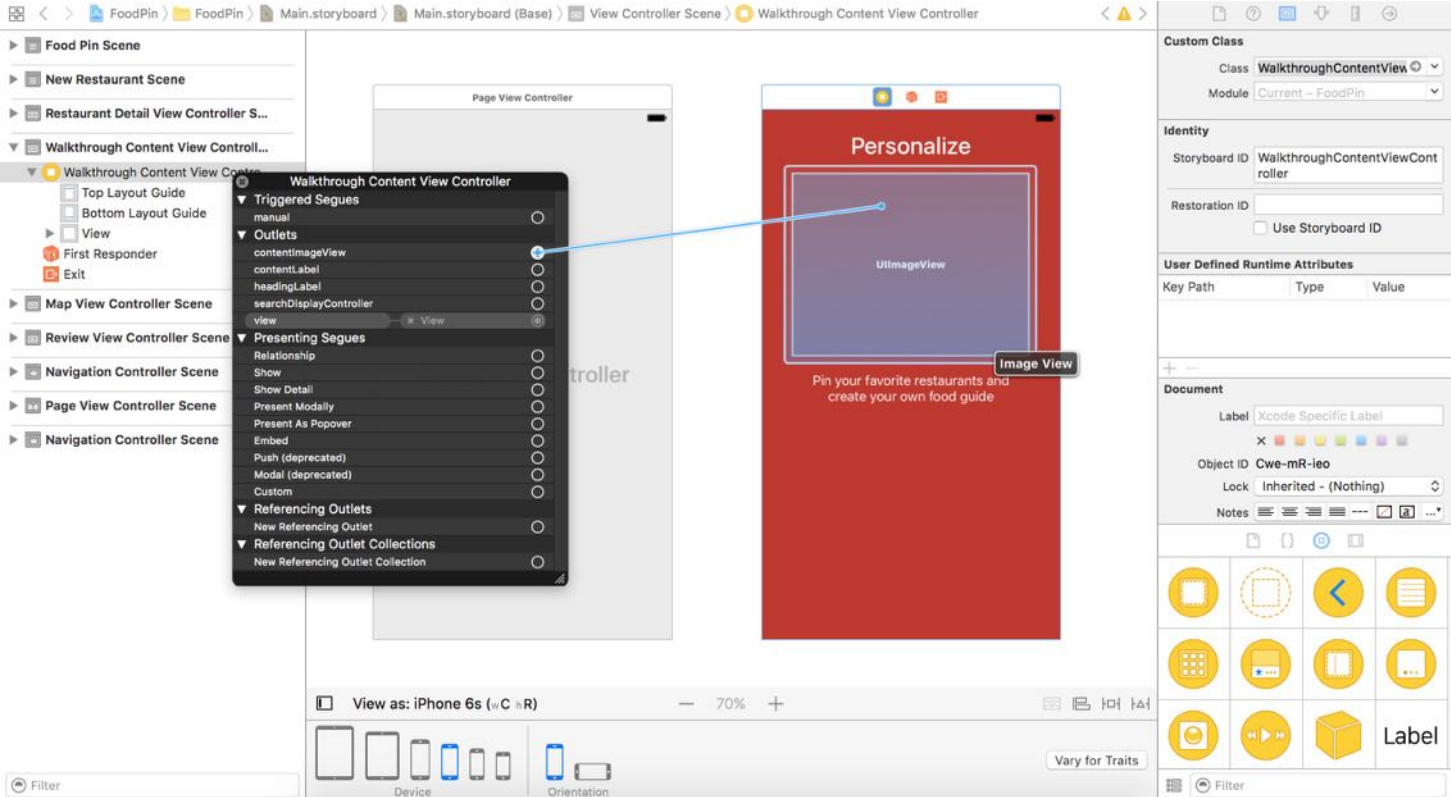 FoodPin
FoodPin
Main.storyboard
Main.storyboard (Base)
View Controller Scene
Walkthrough Content View Controller
Food Pin Scene
New Restaurant Scene
Restaurant Detail View Controller S...
Walkthrough Content View Controll...
Walkthrough Content View Contro
Top Layout Guide
Bottom Layout Guide
View
First Responder
Exit
Map View Controller Scene
Review View Controller Scene
Navigation Controller Scene
Page View Controller Scene
Navigation Controller Scene
Filter
Walkthrough Content View Controller
Triggered Segues
manual
Outlets
contentImageView
contentLabel
headingLabel
searchDisplayController
view
View
Presenting Segues
Relationship
Show
Show Detail
Present Modally
Present As Popover
Embed
Push (deprecated)
Modal (deprecated)
Custom
Referencing Outlets
New Referencing Outlet
Referencing Outlet Collections
New Referencing Outlet Collection
Page View Controller
troller
Personalize
UIImageView
Image View
Pin your favorite restaurants and
create your own food guide
View as: iPhone 6s (wC hR)
70%
Device
Orientation
Vary for Traits
Custom Class
Class WalkthroughContentView
Module Current – FoodPin
Identity
Storyboard ID WalkthroughContentViewCont
roller
Restoration ID
Use Storyboard ID
User Defined Runtime Attributes
Key Path Type Value
Document
Label Xcode Specific Label
Object ID Cwe-mR-ieo
Lock Inherited - (Nothing)
Notes
Label
Filter